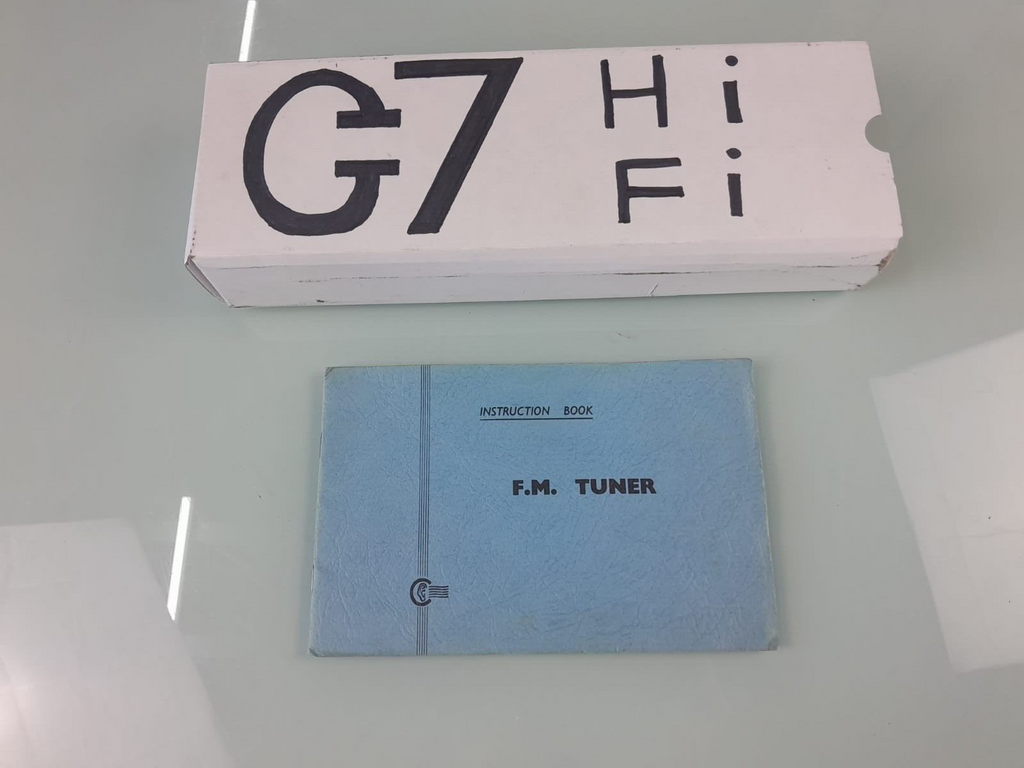 G7 Hi
Fi
INSTRUCTION BOOK
F.M. TUNER